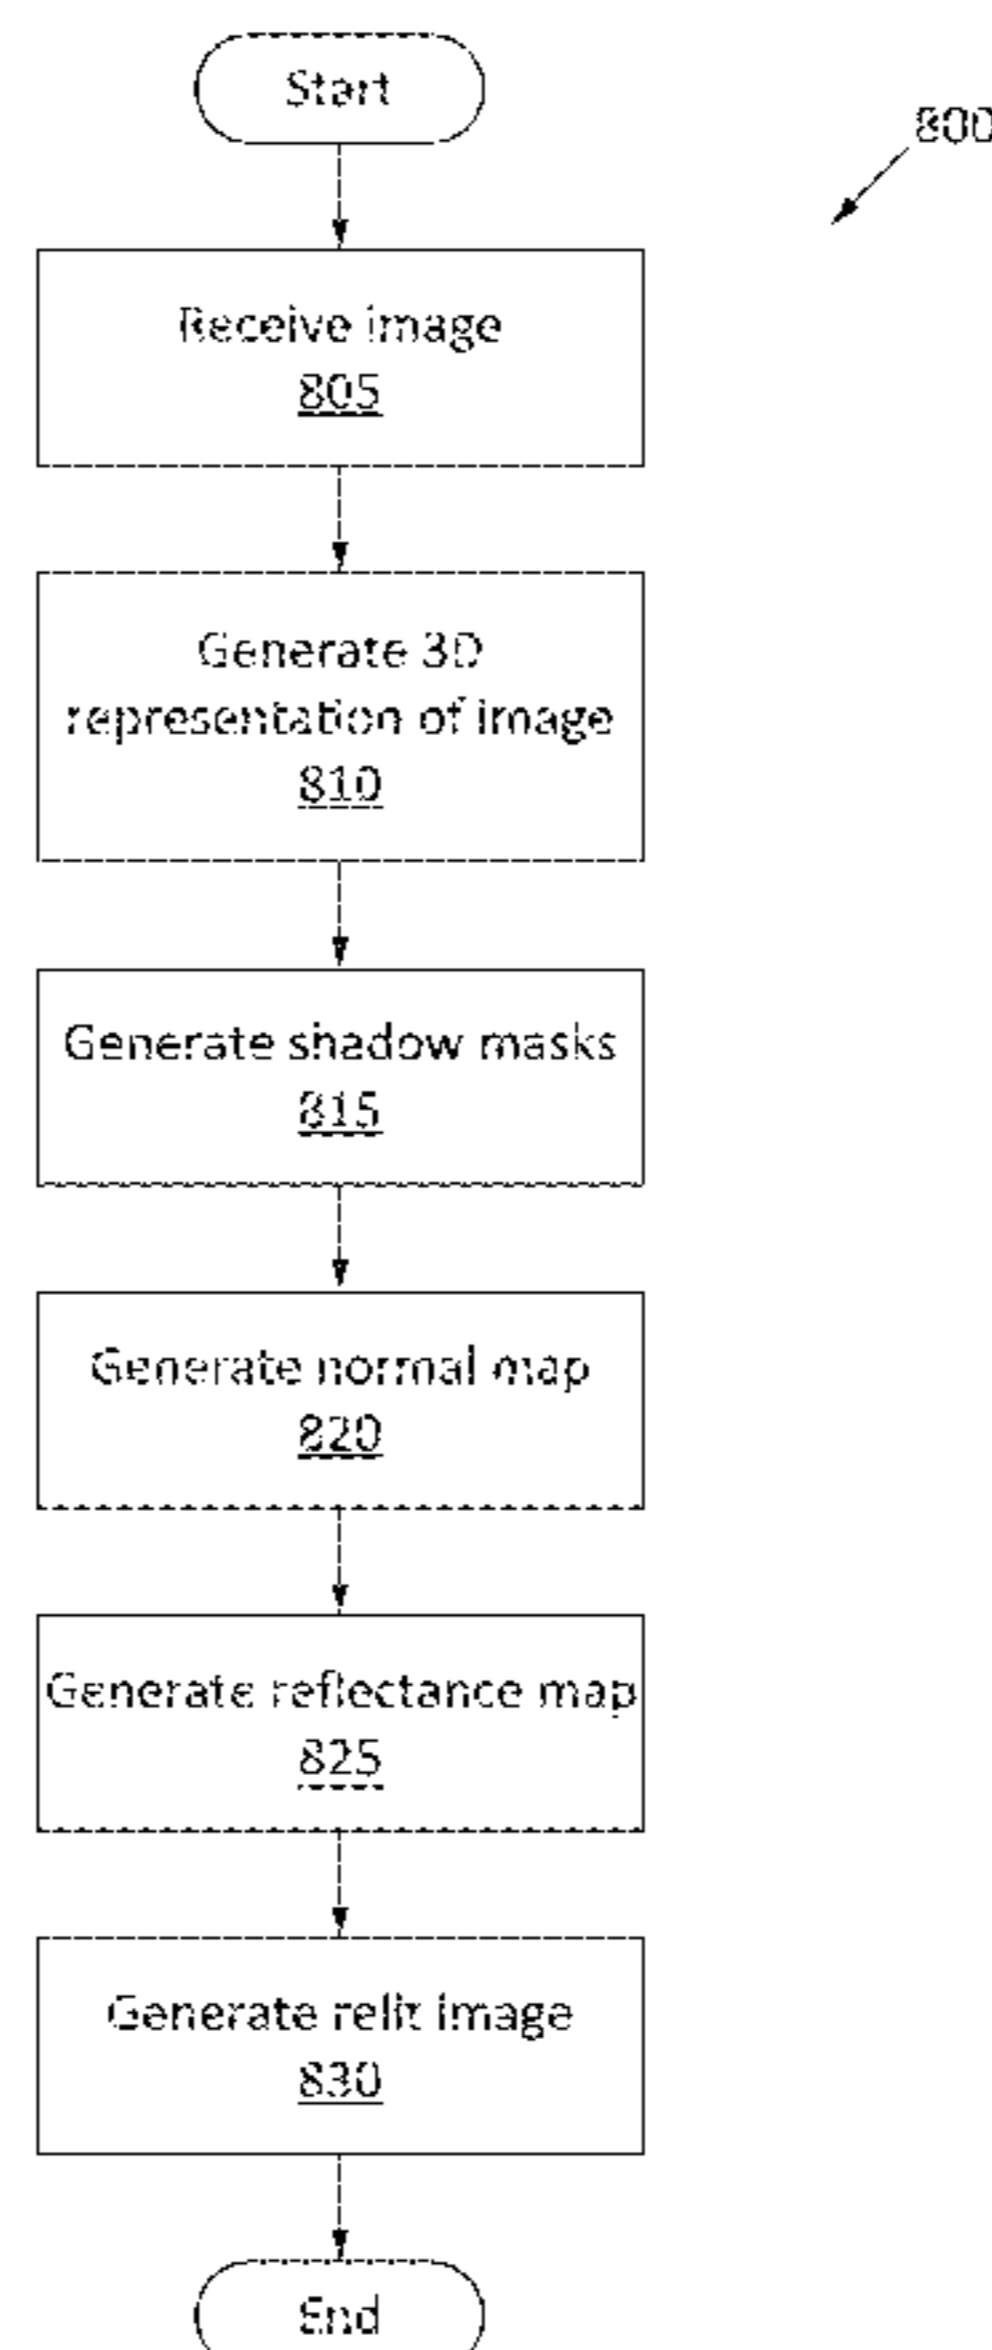 Start
800
Receive image
805
Generate 3D
representation of image
810
Generate shadow masks
815
Generate normal map
820
Generate reflectance map
825
Generate relit image
830
End